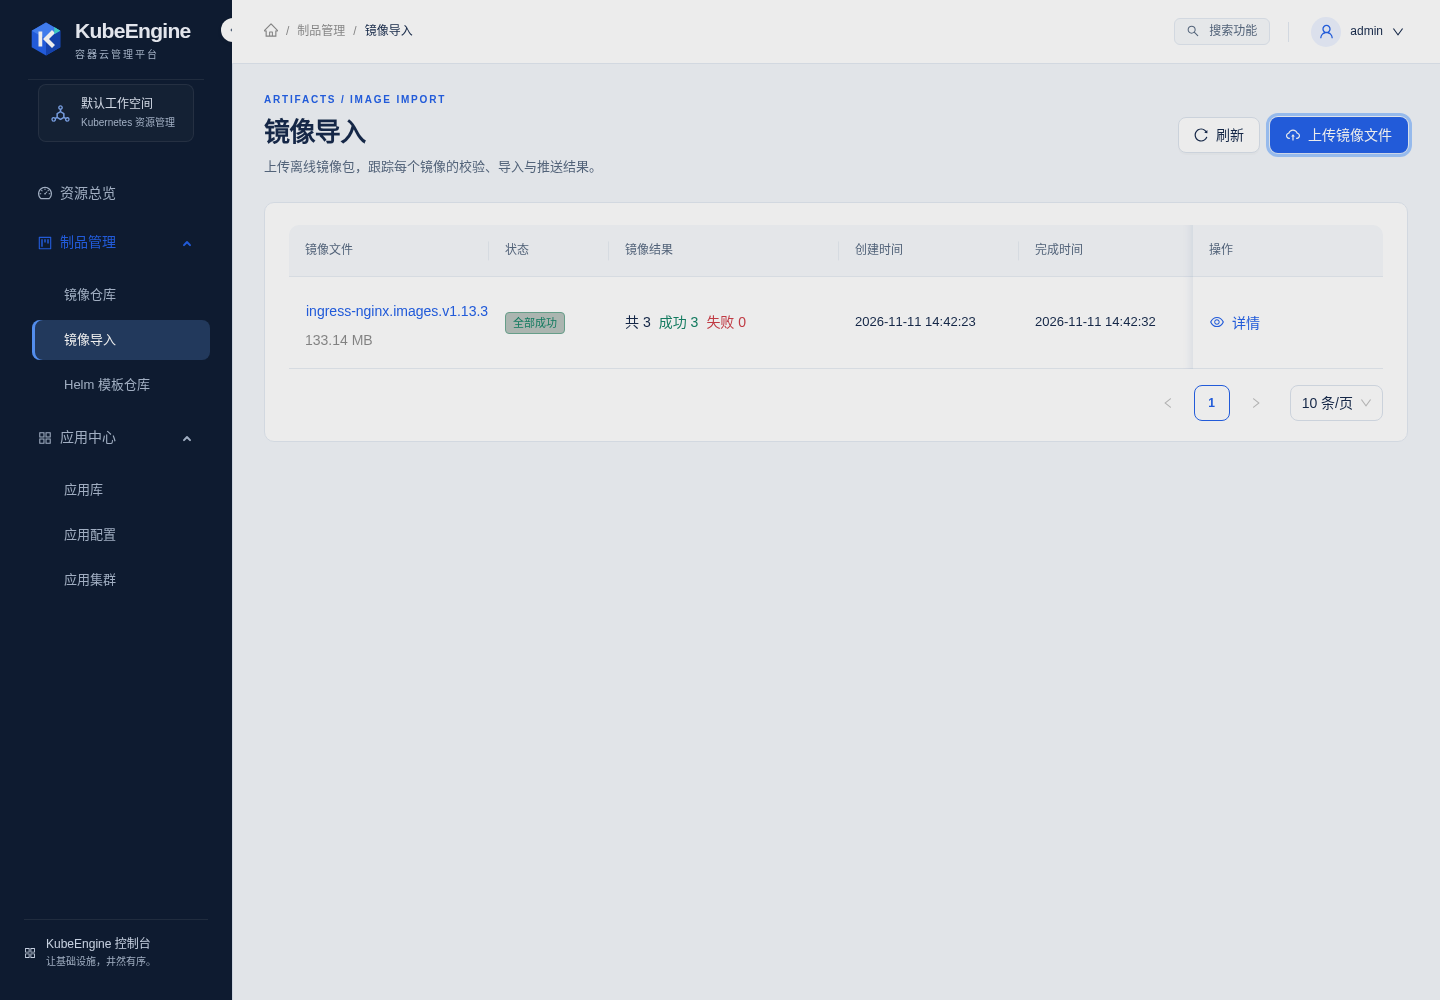 KubeEngine
容器云管理平台
默认工作空间
Kubernetes 资源管理
资源总览
制品管理
镜像仓库
镜像导入
Helm 模板仓库
应用中心
应用库
应用配置
应用集群
KubeEngine 控制台
让基础设施，井然有序。
/ 制品管理 / 镜像导入
搜索功能
admin
ARTIFACTS / IMAGE IMPORT
镜像导入
上传离线镜像包，跟踪每个镜像的校验、导入与推送结果。
刷新
上传镜像文件
镜像文件 状态 镜像结果 创建时间 完成时间 操作
ingress-nginx.images.v1.13.3
133.14 MB
全部成功
共 3 成功 3 失败 0
2026-11-11 14:42:23
2026-11-11 14:42:32
详情
1
10 条/页